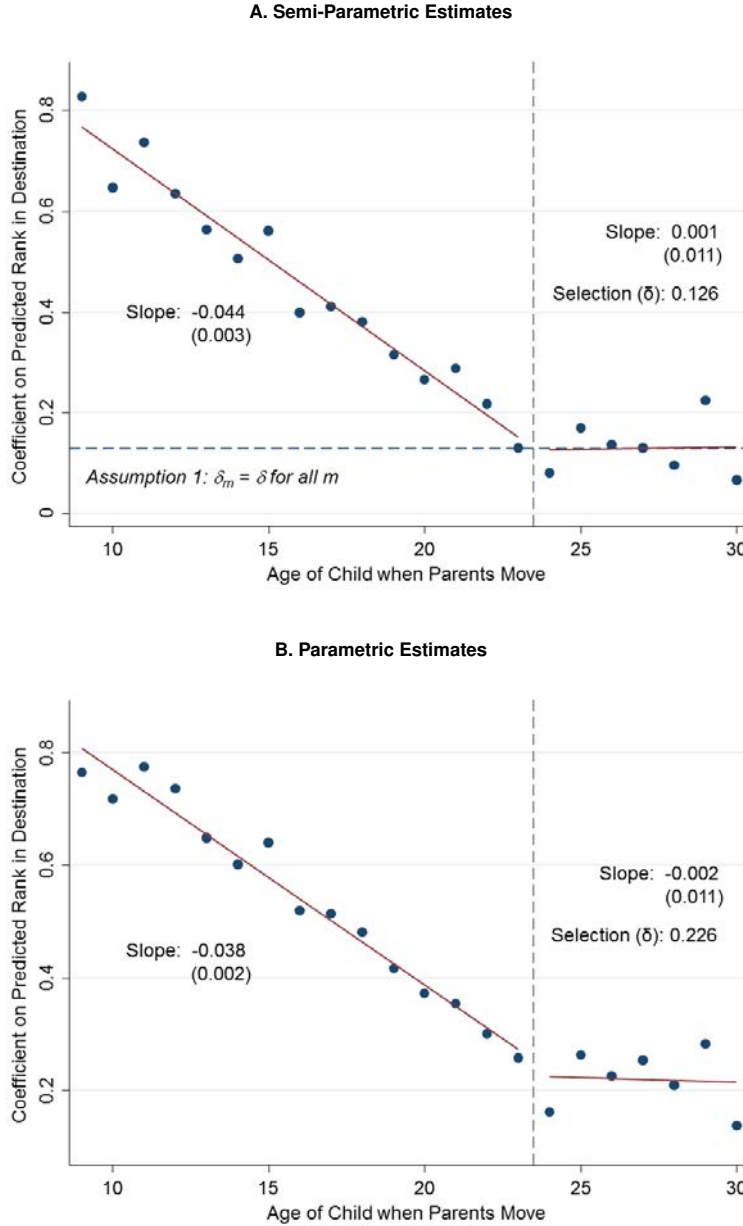 A. Semi-Parametric Estimates
Coefficient on Predicted Rank in Destination
0.8
0.6
0.4
0.2
0
Slope: -0.044
(0.003)
Slope: 0.001
(0.011)
Selection (δ): 0.126
Assumption 1: δm = δ for all m
10 15 20 25 30
Age of Child when Parents Move
B. Parametric Estimates
Coefficient on Predicted Rank in Destination
0.8
0.6
0.4
0.2
Slope: -0.038
(0.002)
Slope: -0.002
(0.011)
Selection (δ): 0.226
10 15 20 25 30
Age of Child when Parents Move